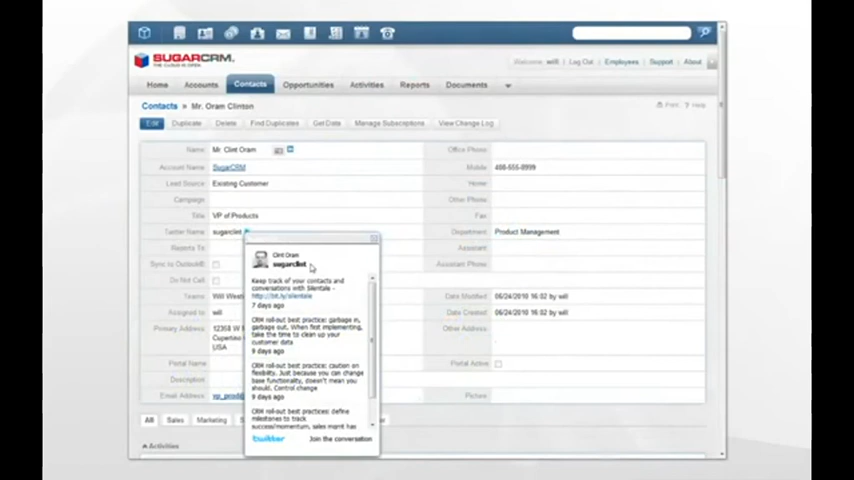 SUGARCRM.
THE CLOUD IS OPEN
Welcome, will | Log Out | Employees | Support | About
Home Accounts Contacts Opportunities Activities Reports Documents
Contacts » Mr. Oram Clinton
Print ? Help
Edit Duplicate Delete Find Duplicates Get Data Manage Subscriptions View Change Log
Name: Mr. Clint Oram Office Phone:
Account Name: SugarCRM Mobile: 408-555-8999
Lead Source: Existing Customer Home:
Campaign: Other Phone:
Title: VP of Products Fax:
Twitter Name: sugarclint Department: Product Management
Reports To: Assistant:
Sync to Outlook® Assistant Phone:
Do Not Call:
Teams: Will West Date Modified: 06/24/2010 16:02 by will
Assigned to: will Date Created: 06/24/2010 16:02 by will
Primary Address: Other Address:
Cupertino
USA
Portal Name Portal Active:
Description:
Email Address: Picture:
All Sales Marketing
Activities
Clint Oram
sugarclint
Keep track of your contacts and
conversations with Silentale -
http://bit.ly/silentale
7 days ago
CRM roll-out best practice: garbage in,
garbage out. When first implementing,
take the time to clean up your
customer data
9 days ago
CRM roll-out best practice: caution on
flexibility. Just because you can change
base functionality, doesn't mean you
should. Control change
9 days ago
CRM roll-out best practices: define
milestones to track
success/momentum, sales mgmt has
twitter Join the conversation